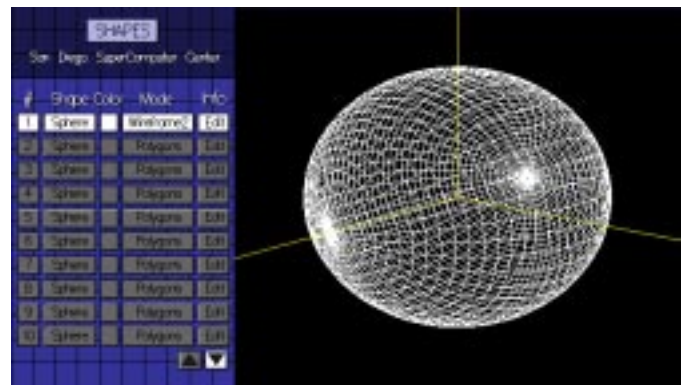 SHAPES
San Diego SuperComputer Center
# Shape Color Mode Info
1 Sphere Wireframe2 Edit
2 Sphere Polygons Edit
3 Sphere Polygons Edit
4 Sphere Polygons Edit
5 Sphere Polygons Edit
6 Sphere Polygons Edit
7 Sphere Polygons Edit
8 Sphere Polygons Edit
9 Sphere Polygons Edit
10 Sphere Polygons Edit